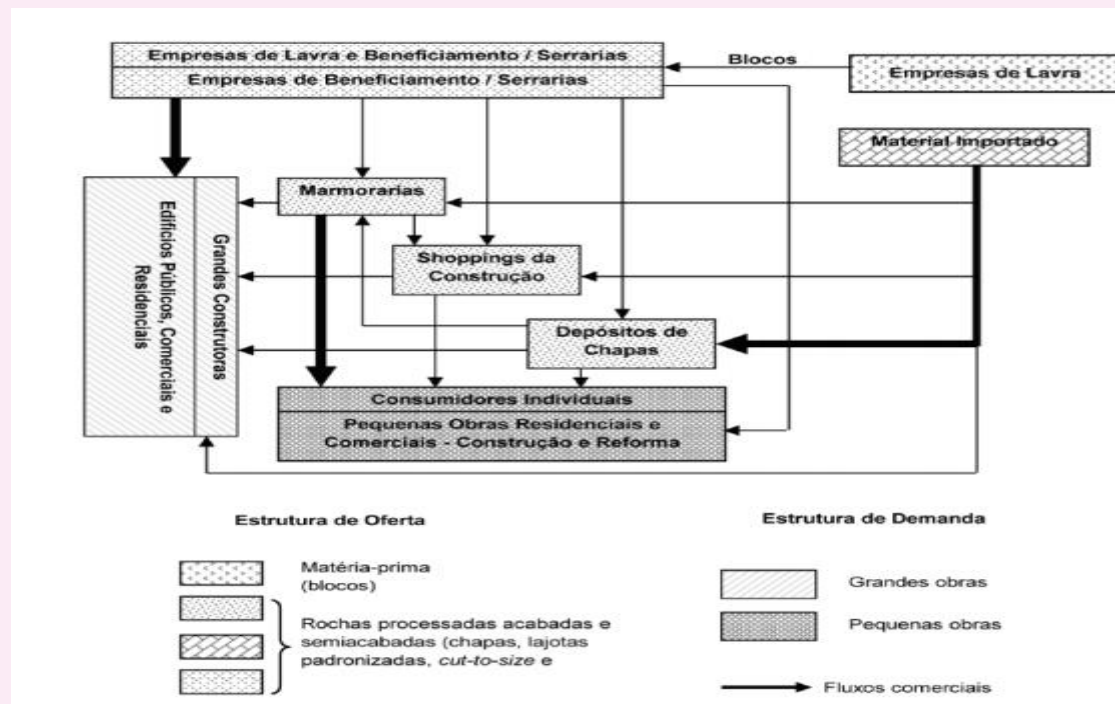 Empresas de Lavra e Beneficiamento / Serrarias
Empresas de Beneficiamento / Serrarias
Blocos
Empresas de Lavra
Material Importado
Marmorarias
Shoppings da
Construção
Depósitos de
Chapas
Edifícios Públicos, Comerciais e
Residenciais
Grandes Construtoras
Consumidores Individuais
Pequenas Obras Residenciais e
Comerciais - Construção e Reforma
Estrutura de Oferta
Matéria-prima
(blocos)
Rochas processadas acabadas e
semiacabadas (chapas, lajotas
padronizadas, cut-to-size e
Estrutura de Demanda
Grandes obras
Pequenas obras
Fluxos comerciais